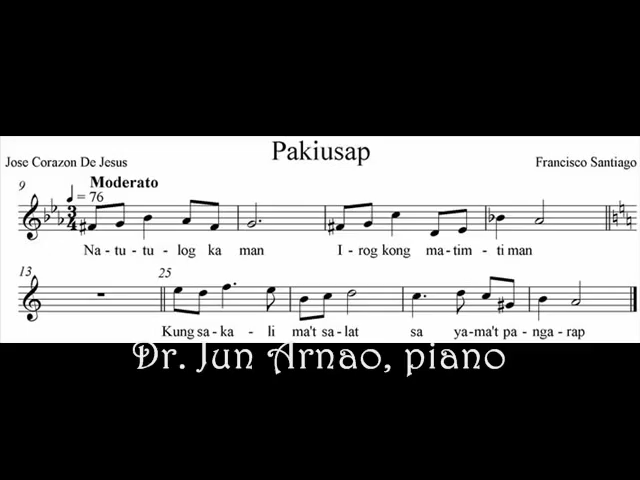 Pakiusap
Jose Corazon De Jesus
Francisco Santiago
9
Moderato
= 76
3
4
Na - tu - tu - log ka man I - rog kong ma - tim - ti man
13
25
Kung sa - ka - li ma't sa - lat sa ya - ma't pa - nga - rap
Dr. Jun Arnao, piano